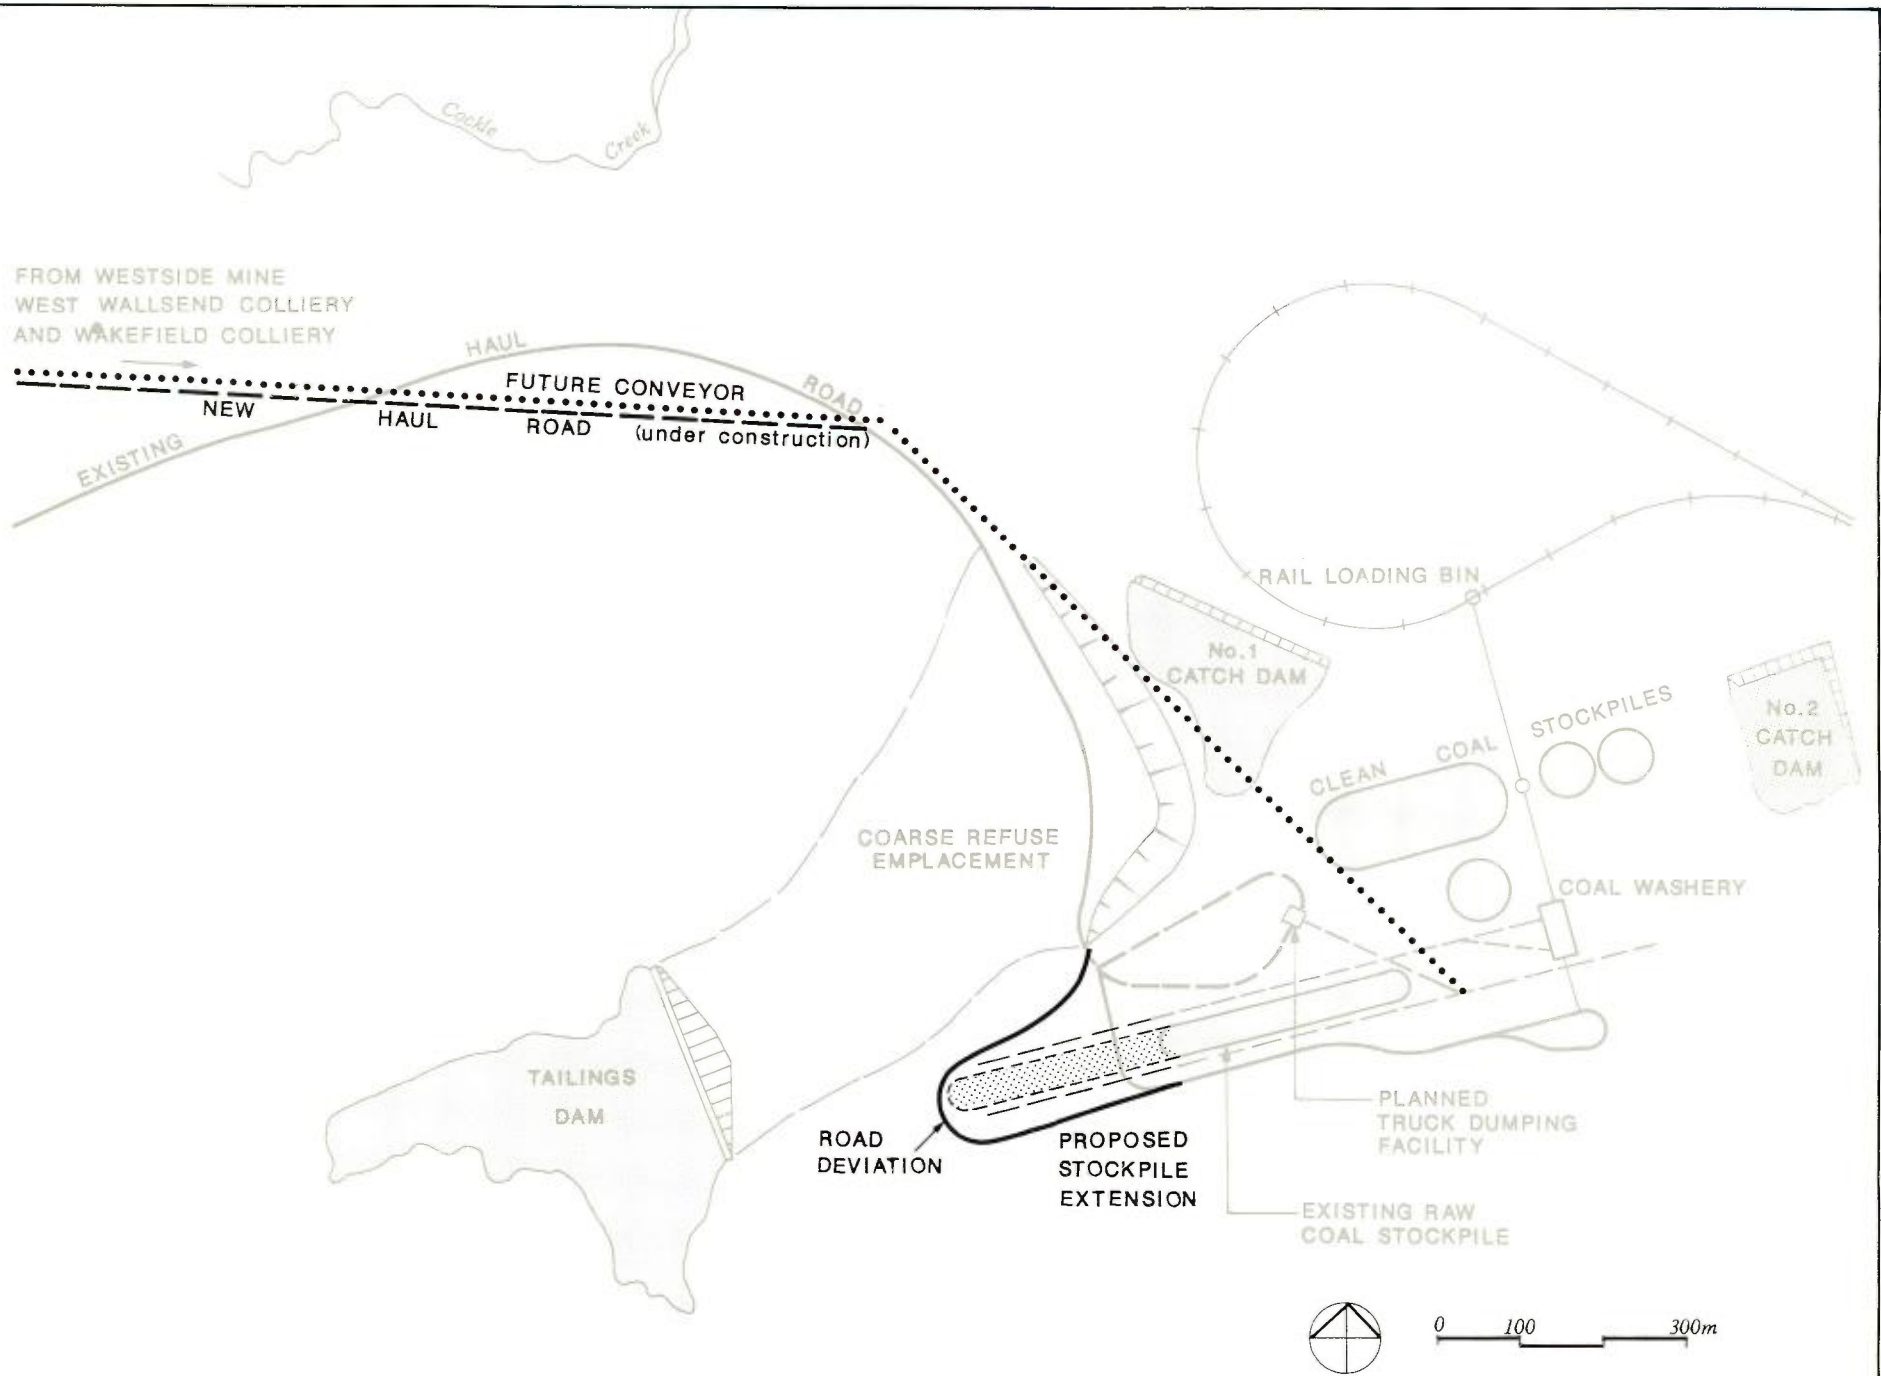 Cockle
Creek
FROM WESTSIDE MINE
WEST WALLSEND COLLIERY
AND WAKEFIELD COLLIERY
HAUL
ROAD
EXISTING
FUTURE CONVEYOR
NEW HAUL ROAD (under construction)
RAIL LOADING BIN
No.1
CATCH DAM
STOCKPILES
CLEAN COAL
No.2
CATCH
DAM
COARSE REFUSE
EMPLACEMENT
COAL WASHERY
TAILINGS
DAM
ROAD
DEVIATION
PROPOSED
STOCKPILE
EXTENSION
PLANNED
TRUCK DUMPING
FACILITY
EXISTING RAW
COAL STOCKPILE
0 100 300m